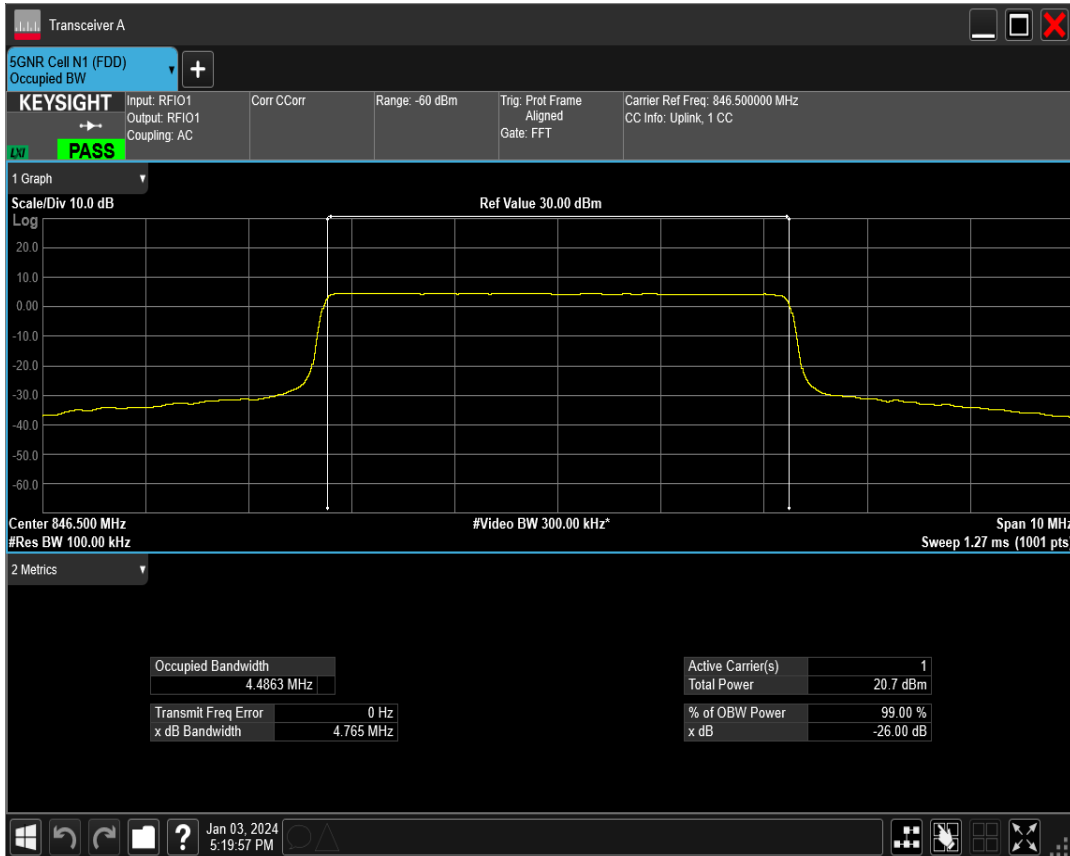 Transceiver A
5GNR Cell N1 (FDD)
Occupied BW
+
KEYSIGHT
LXI
PASS
Input: RFIO1
Output: RFIO1
Coupling: AC
Corr CCorr
Range: -60 dBm
Trig: Prot Frame
Aligned
Gate: FFT
Carrier Ref Freq: 846.500000 MHz
CC Info: Uplink, 1 CC
1 Graph
Scale/Div 10.0 dB
Ref Value 30.00 dBm
Log
20.0
10.0
0.00
-10.0
-20.0
-30.0
-40.0
-50.0
-60.0
Center 846.500 MHz
#Video BW 300.00 kHz*
Span 10 MHz
#Res BW 100.00 kHz
Sweep 1.27 ms (1001 pts)
2 Metrics
Occupied Bandwidth
4.4863 MHz
Transmit Freq Error 0 Hz
x dB Bandwidth 4.765 MHz
Active Carrier(s) 1
Total Power 20.7 dBm
% of OBW Power 99.00 %
x dB -26.00 dB
?
Jan 03, 2024
5:19:57 PM